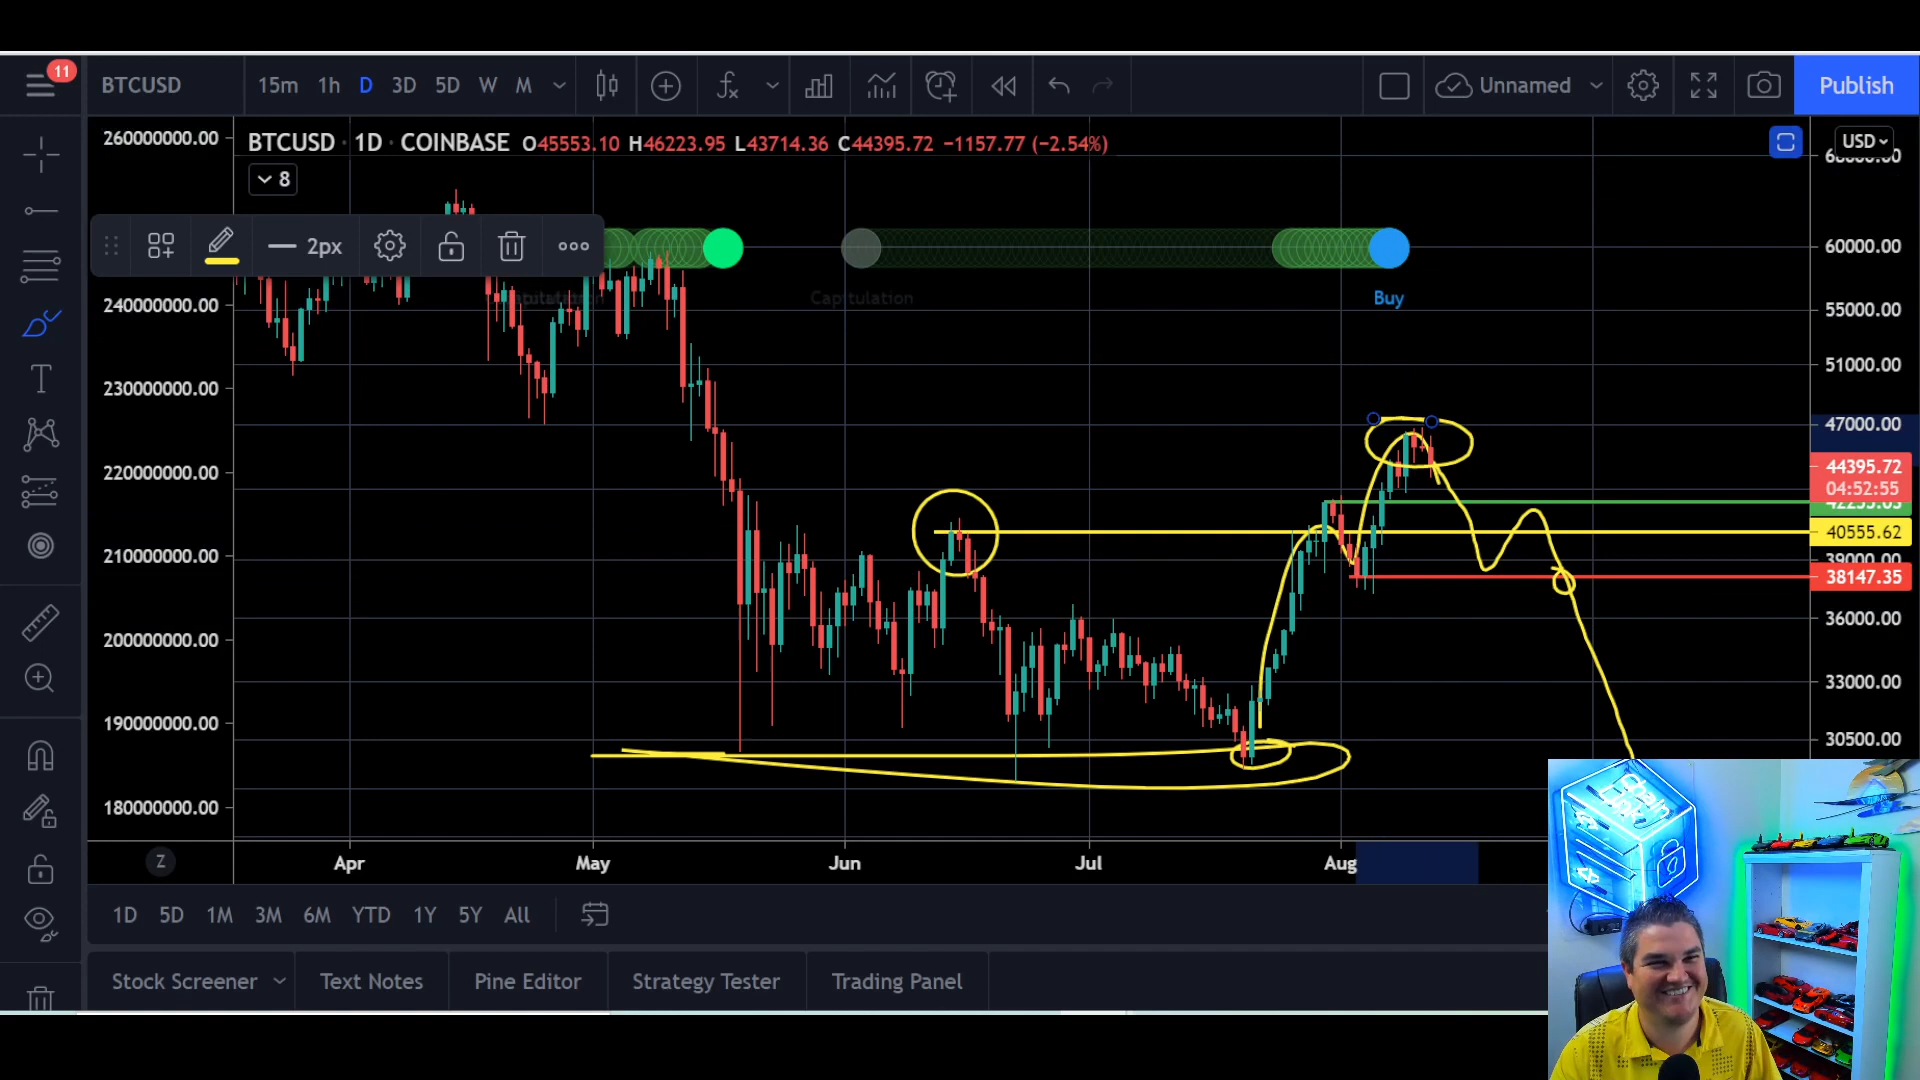 11
BTCUSD 15m 1h D 3D 5D W M Unnamed Publish
BTCUSD · 1D · COINBASE O45553.10 H46223.95 L43714.36 C44395.72 −1157.77 (−2.54%)
8
USD
2px
Capitulation
Buy
260000000.00
240000000.00
230000000.00
220000000.00
210000000.00
200000000.00
190000000.00
180000000.00
60000.00
55000.00
51000.00
47000.00
44395.72
04:52:55
40555.62
39000.00
38147.35
36000.00
33000.00
30500.00
Z
Apr May Jun Jul Aug
1D 5D 1M 3M 6M YTD 1Y 5Y All
Stock Screener Text Notes Pine Editor Strategy Tester Trading Panel
Chain
Link